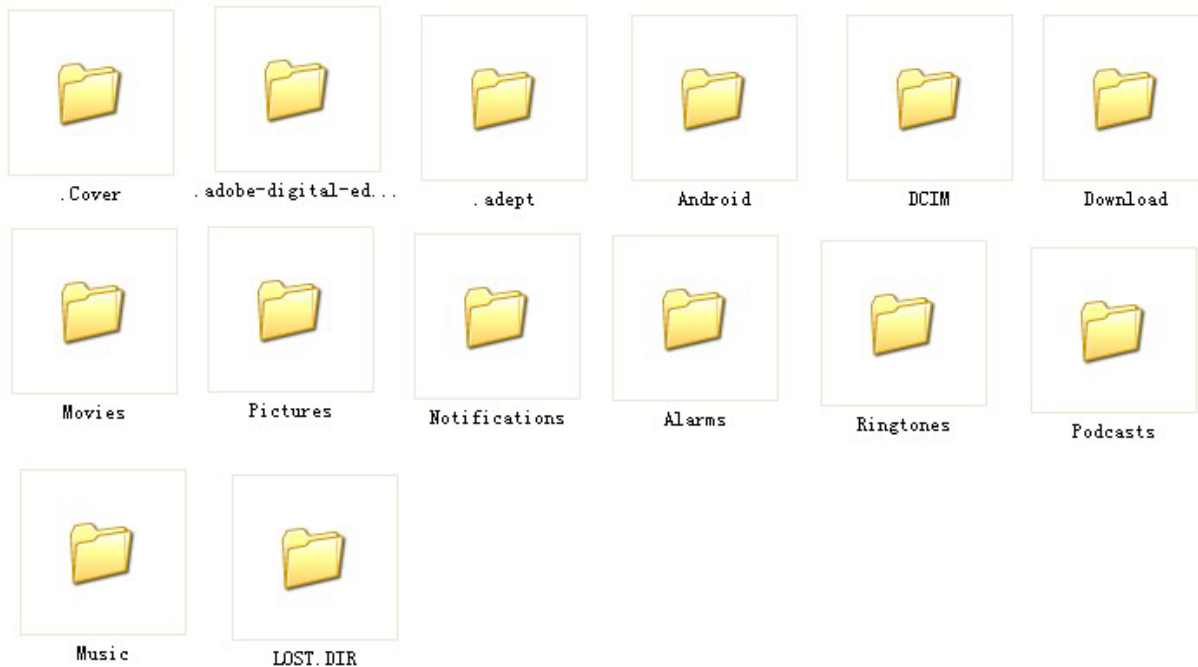 .Cover
.adobe-digital-ed...
.adept
Android
DCIM
Download
Movies
Pictures
Notifications
Alarms
Ringtones
Podcasts
Music
LOST.DIR